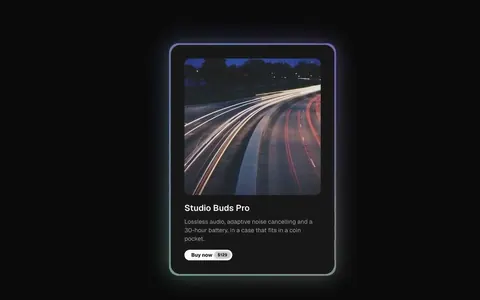 Studio Buds Pro
Lossless audio, adaptive noise cancelling and a
30-hour battery, in a case that fits in a coin
pocket.
Buy now $129